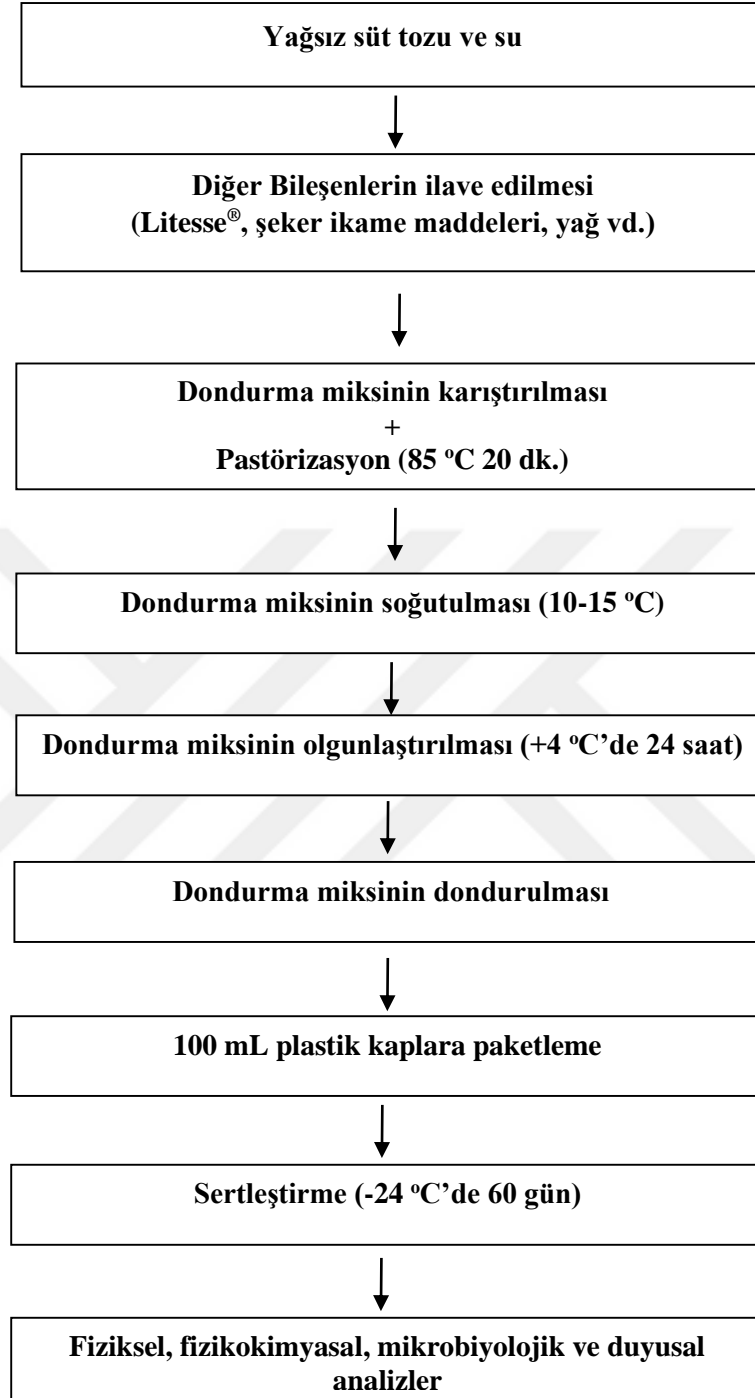 Yağsız süt tozu ve su
Diğer Bileşenlerin ilave edilmesi
(Litesse®, şeker ikame maddeleri, yağ vd.)
Dondurma miksinin karıştırılması
+
Pastörizasyon (85 ºC 20 dk.)
Dondurma miksinin soğutulması (10-15 ºC)
Dondurma miksinin olgunlaştırılması (+4 ºC’de 24 saat)
Dondurma miksinin dondurulması
100 mL plastik kaplara paketleme
Sertleştirme (-24 ºC’de 60 gün)
Fiziksel, fizikokimyasal, mikrobiyolojik ve duyusal
analizler